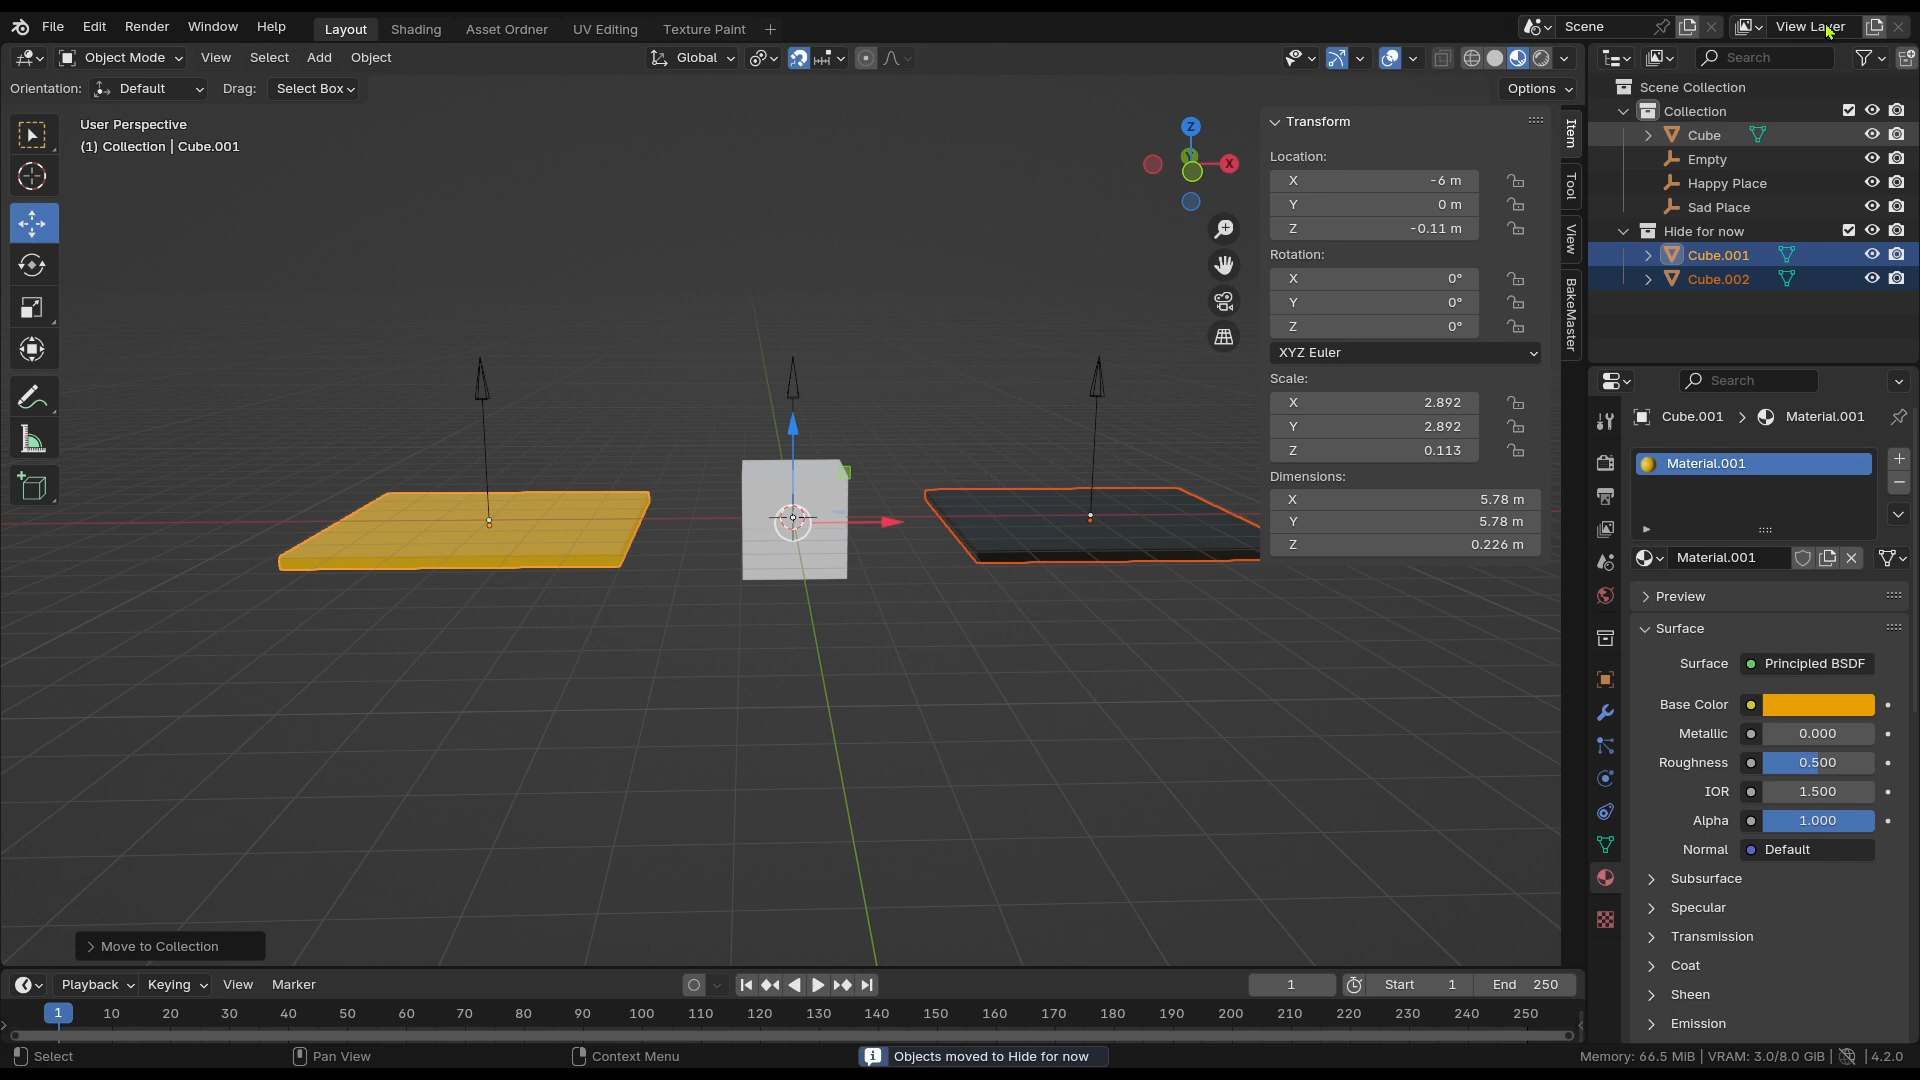 File Edit Render Window Help Layout Shading Asset Ordner UV Editing Texture Paint + Scene View Layer
Object Mode View Select Add Object Global Search
Orientation: Default Drag: Select Box Options
User Perspective
(1) Collection | Cube.001
Z
Y
X
Transform
Location:
X -6 m
Y 0 m
Z -0.11 m
Rotation:
X 0°
Y 0°
Z 0°
XYZ Euler
Scale:
X 2.892
Y 2.892
Z 0.113
Dimensions:
X 5.78 m
Y 5.78 m
Z 0.226 m
Item
Tool
View
BakeMaster
Scene Collection
Collection
Cube
Empty
Happy Place
Sad Place
Hide for now
Cube.001
Cube.002
Search
Cube.001 > Material.001
Material.001
Material.001
Preview
Surface
Surface Principled BSDF
Base Color
Metallic 0.000
Roughness 0.500
IOR 1.500
Alpha 1.000
Normal Default
Subsurface
Specular
Transmission
Coat
Sheen
Emission
Move to Collection
Playback Keying View Marker 1 Start 1 End 250
1 10 20 30 40 50 60 70 80 90 100 110 120 130 140 150 160 170 180 190 200 210 220 230 240 250
Select Pan View Context Menu Objects moved to Hide for now Memory: 66.5 MiB | VRAM: 3.0/8.0 GiB | 4.2.0